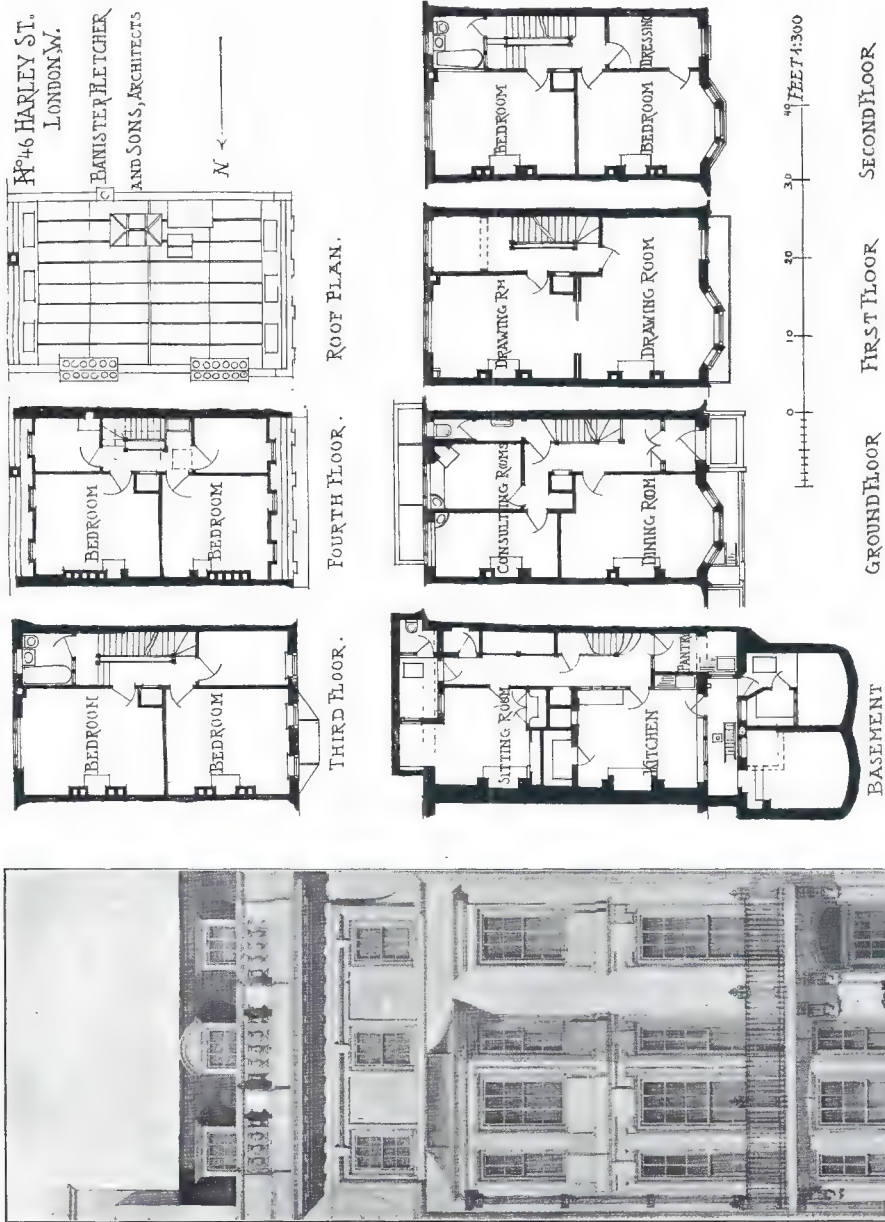 Nº 46 HARLEY ST.
LONDON, W.
BANISTER FLETCHER
AND SONS, ARCHITECTS
N
ROOF PLAN.
BEDROOM
BEDROOM
FOURTH FLOOR.
BEDROOM
BEDROOM
THIRD FLOOR.
BEDROOM
DRESSING
BEDROOM
SECOND FLOOR
DRAWING RM
DRAWING ROOM
FIRST FLOOR
CONSULTING ROOMS
DINING ROOM
GROUND FLOOR
SITTING ROOM
KITCHEN
PANTRY
BASEMENT
0 10 20 30 40 FEET 1:300